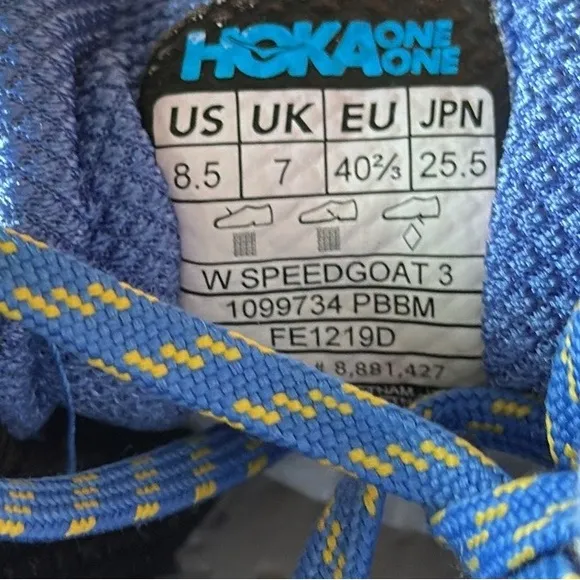 HOKA ONE ONE
US UK EU JPN
8.5 7 40⅔ 25.5
W SPEEDGOAT 3
1099734 PBBM
FE1219D
# 8,881,427